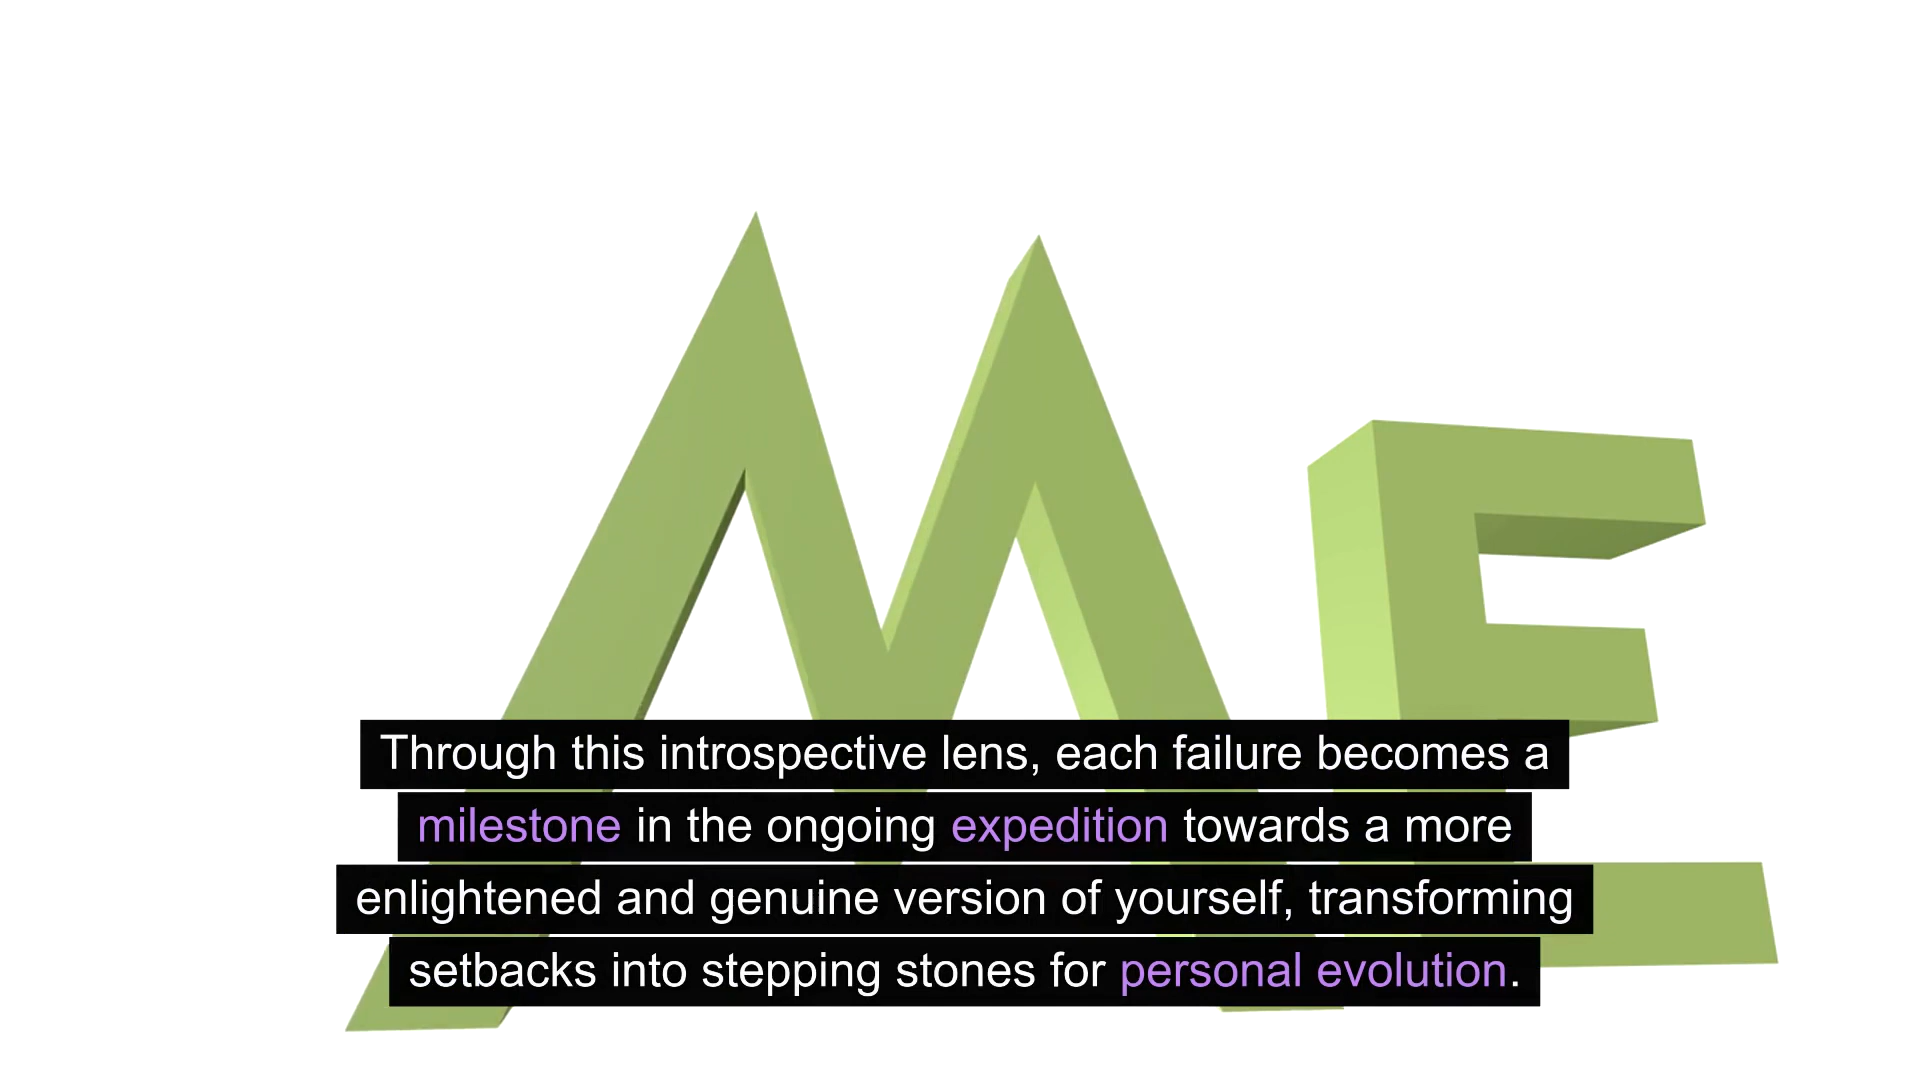 ME
Through this introspective lens, each failure becomes a
milestone in the ongoing expedition towards a more
enlightened and genuine version of yourself, transforming
setbacks into stepping stones for personal evolution.